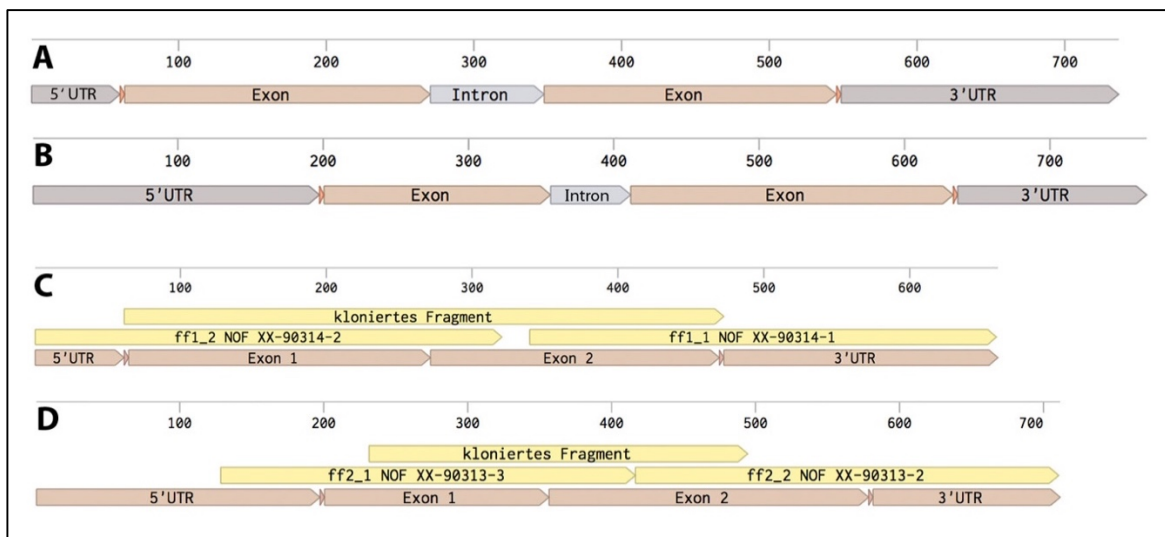 A
100 200 300 400 500 600 700
5'UTR Exon Intron Exon 3'UTR
B
100 200 300 400 500 600 700
5'UTR Exon Intron Exon 3'UTR
C
100 200 300 400 500 600
kloniertes Fragment
ff1_2 NOF XX-90314-2 ff1_1 NOF XX-90314-1
5'UTR Exon 1 Exon 2 3'UTR
D
100 200 300 400 500 600 700
kloniertes Fragment
ff2_1 NOF XX-90313-3 ff2_2 NOF XX-90313-2
5'UTR Exon 1 Exon 2 3'UTR